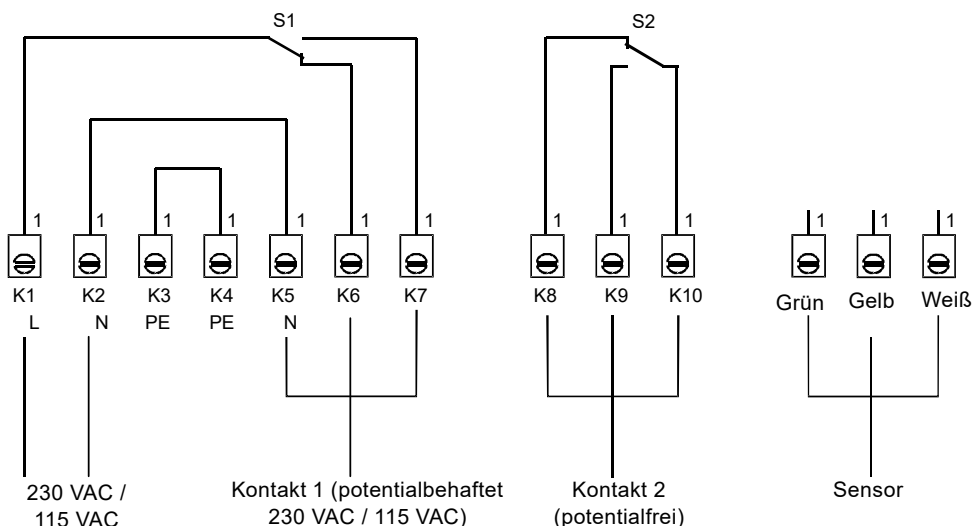 S1 S2
1 1 1 1 1 1 1 1 1 1 1 1 1
K1 K2 K3 K4 K5 K6 K7 K8 K9 K10 Grün Gelb Weiß
L N PE PE N
230 VAC /
115 VAC
Kontakt 1 (potentialbehaftet
230 VAC / 115 VAC)
Kontakt 2
(potentialfrei)
Sensor